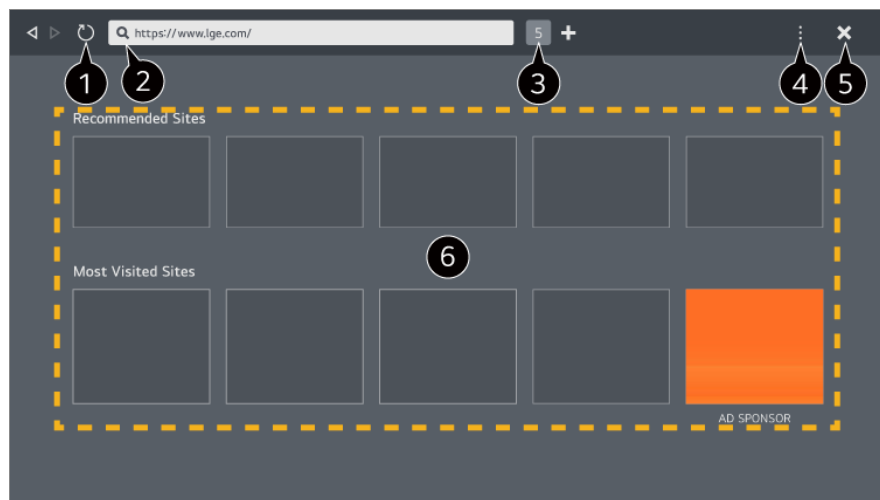 https://www.lge.com/ 5
1 2 3 4 5
Recommended Sites
6
Most Visited Sites
AD SPONSOR